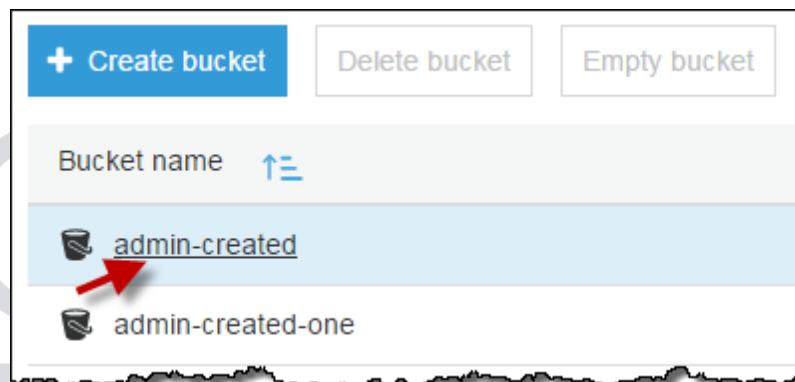 + Create bucket Delete bucket Empty bucket
Bucket name
admin-created
admin-created-one